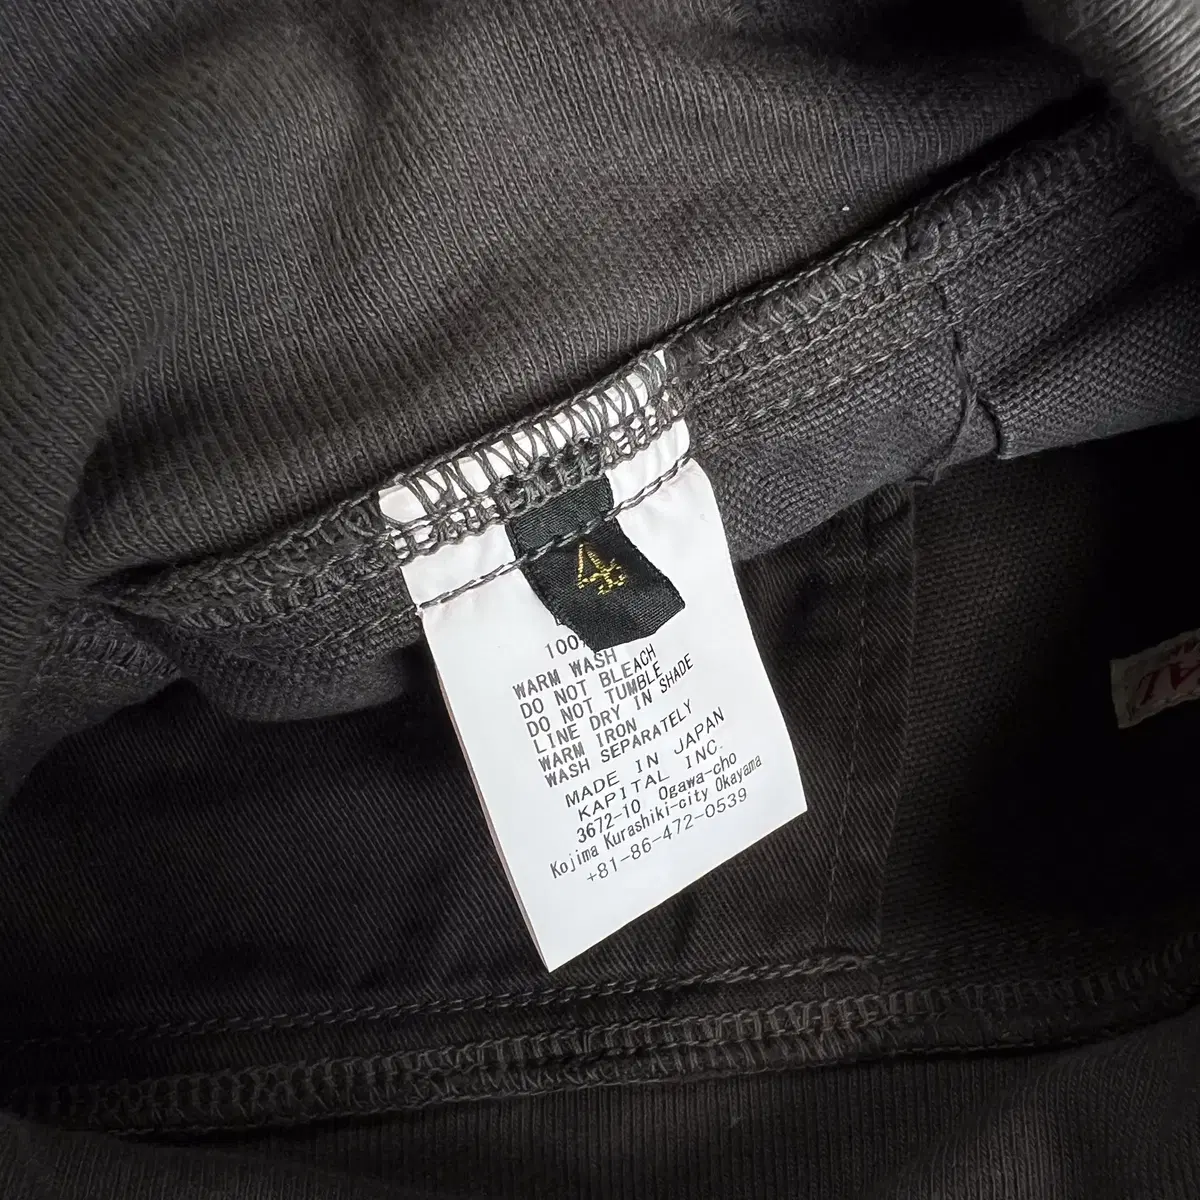 4
100%
WARM WASH
DO NOT BLEACH
DO NOT TUMBLE
LINE DRY IN SHADE
WARM IRON
WASH SEPARATELY
MADE IN JAPAN
KAPITAL INC.
3672-10 Ogawa-cho
Kojima Kurashiki-city Okayama
+81-86-472-0539